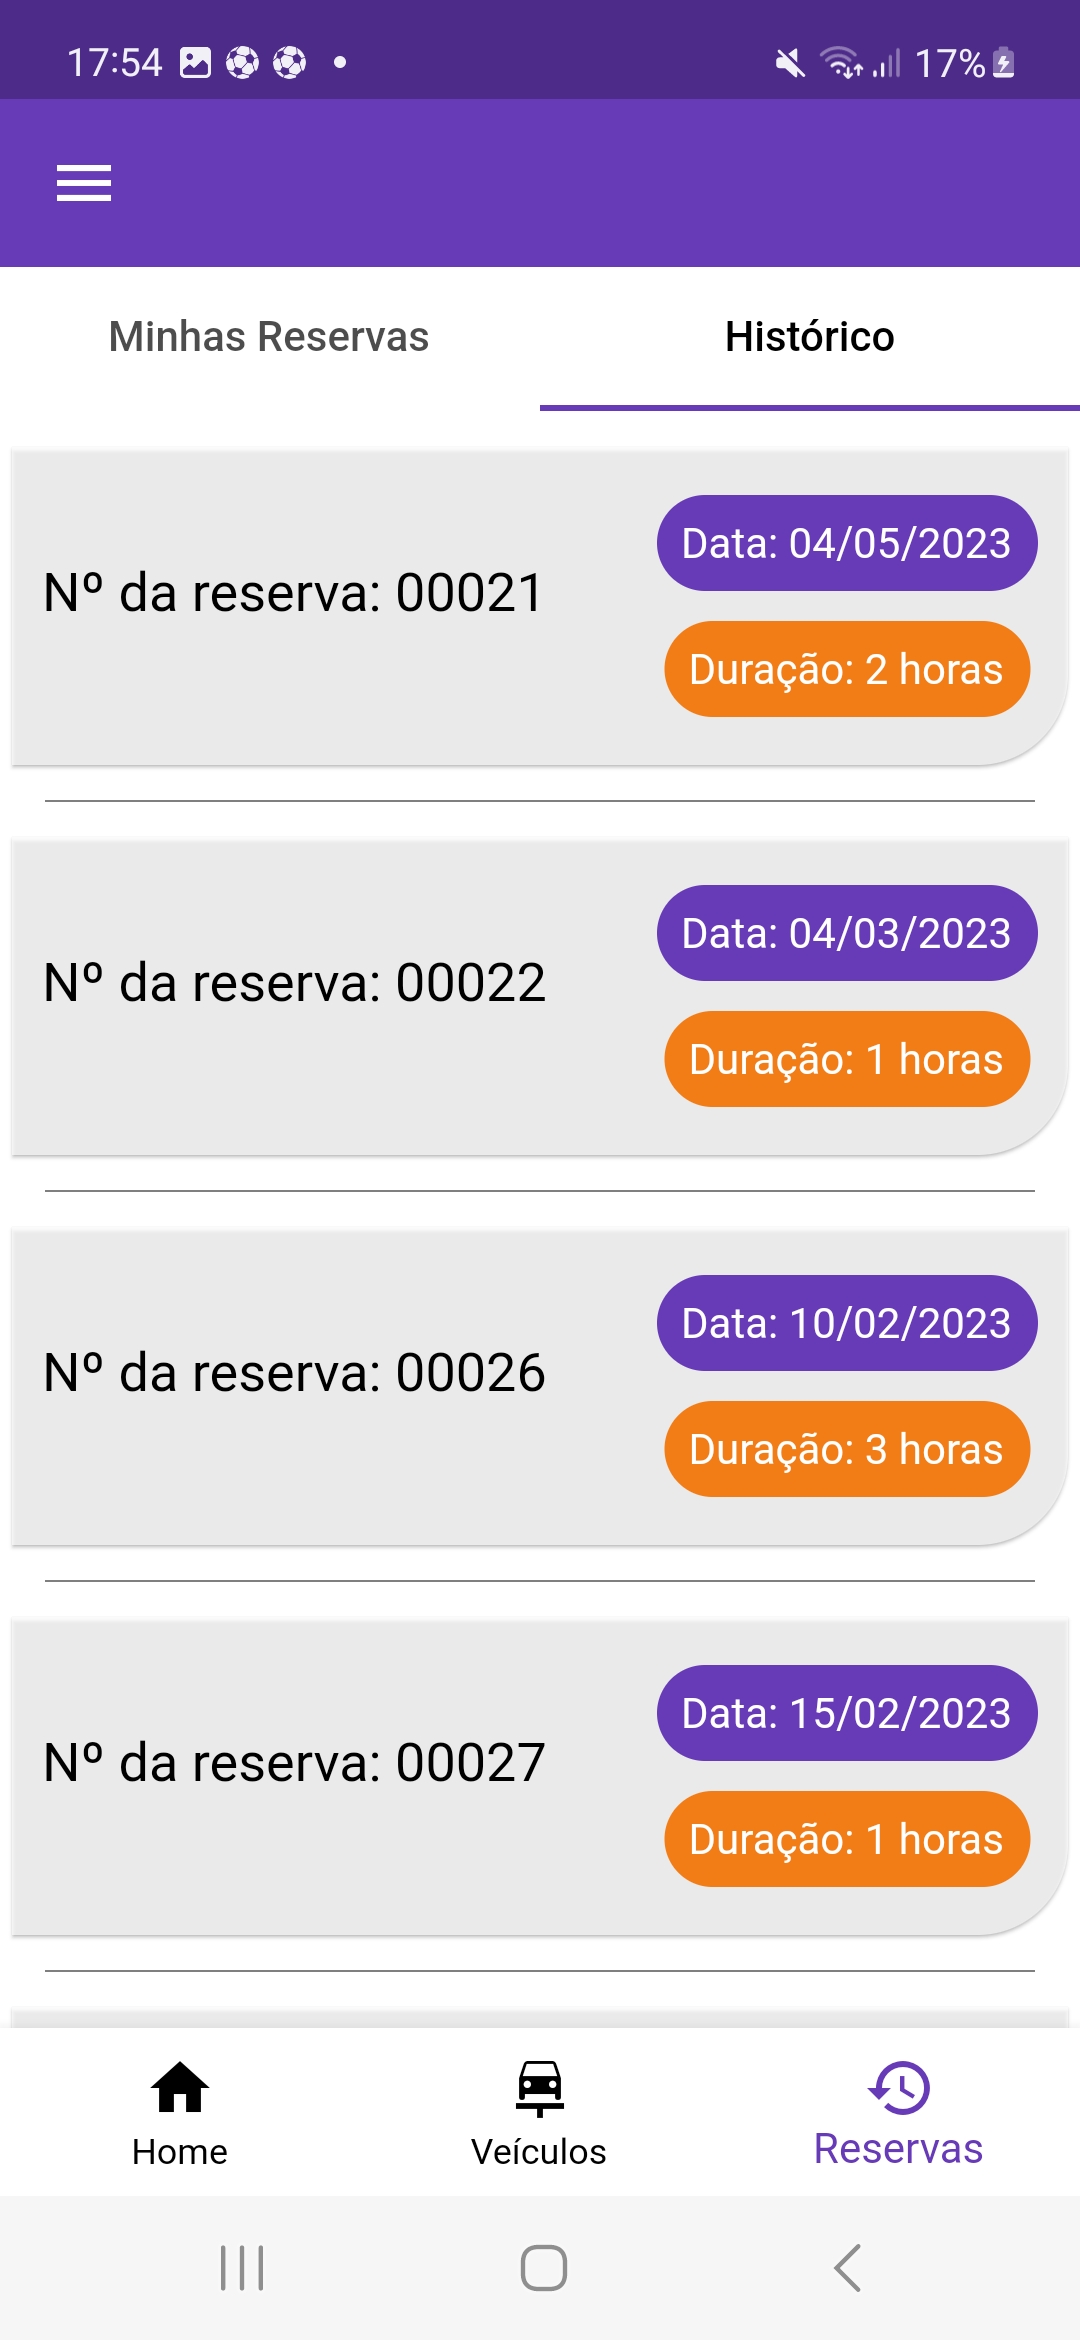 17:54
17%
Minhas Reservas
Histórico
Nº da reserva: 00021
Data: 04/05/2023
Duração: 2 horas
Nº da reserva: 00022
Data: 04/03/2023
Duração: 1 horas
Nº da reserva: 00026
Data: 10/02/2023
Duração: 3 horas
Nº da reserva: 00027
Data: 15/02/2023
Duração: 1 horas
Home
Veículos
Reservas